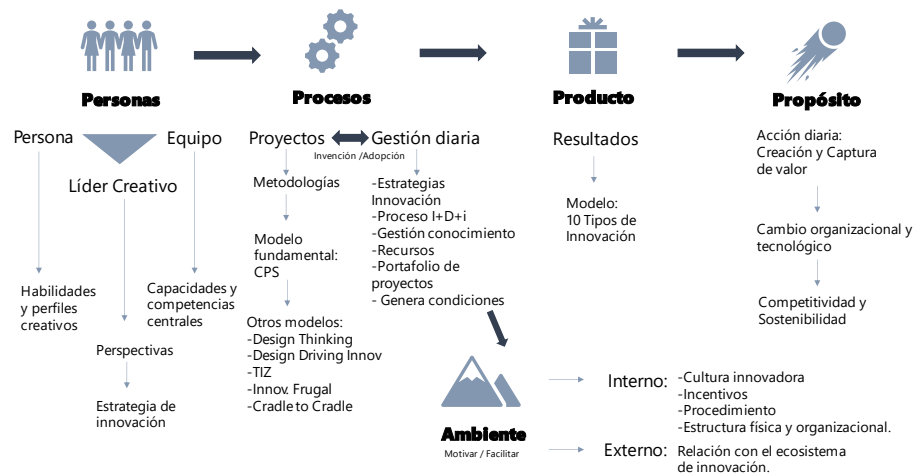 Personas
Procesos
Producto
Propósito
Persona
Equipo
Líder Creativo
Habilidades
y perfiles
creativos
Capacidades y
competencias
centrales
Perspectivas
Estrategia de
innovación
Proyectos
Gestión diaria
Invención /Adopción
Metodologías
Modelo
fundamental:
CPS
Otros modelos:
-Design Thinking
-Design Driving Innov
-TIZ
-Innov. Frugal
-Cradle to Cradle
-Estrategias
Innovación
-Proceso I+D+i
-Gestión conocimiento
-Recursos
-Portafolio de
proyectos
- Genera condiciones
Resultados
Modelo:
10 Tipos de
Innovación
Acción diaria:
Creación y Captura
de valor
Cambio organizacional y
tecnológico
Competitividad y
Sostenibilidad
Ambiente
Motivar / Facilitar
Interno:
-Cultura innovadora
-Incentivos
-Procedimiento
-Estructura física y organizacional.
Externo:
Relación con el ecosistema
de innovación.